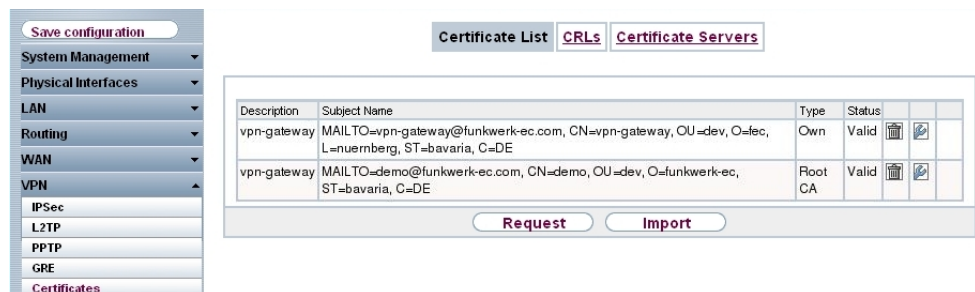 Save configuration
System Management
Physical Interfaces
LAN
Routing
WAN
VPN
IPSec
L2TP
PPTP
GRE
Certificates
Certificate List CRLs Certificate Servers
Description Subject Name Type Status
vpn-gateway MAILTO=vpn-gateway@funkwerk-ec.com, CN=vpn-gateway, OU=dev, O=fec, Own Valid
L=nuernberg, ST=bavaria, C=DE
vpn-gateway MAILTO=demo@funkwerk-ec.com, CN=demo, OU=dev, O=funkwerk-ec, Root Valid
ST=bavaria, C=DE CA
Request Import